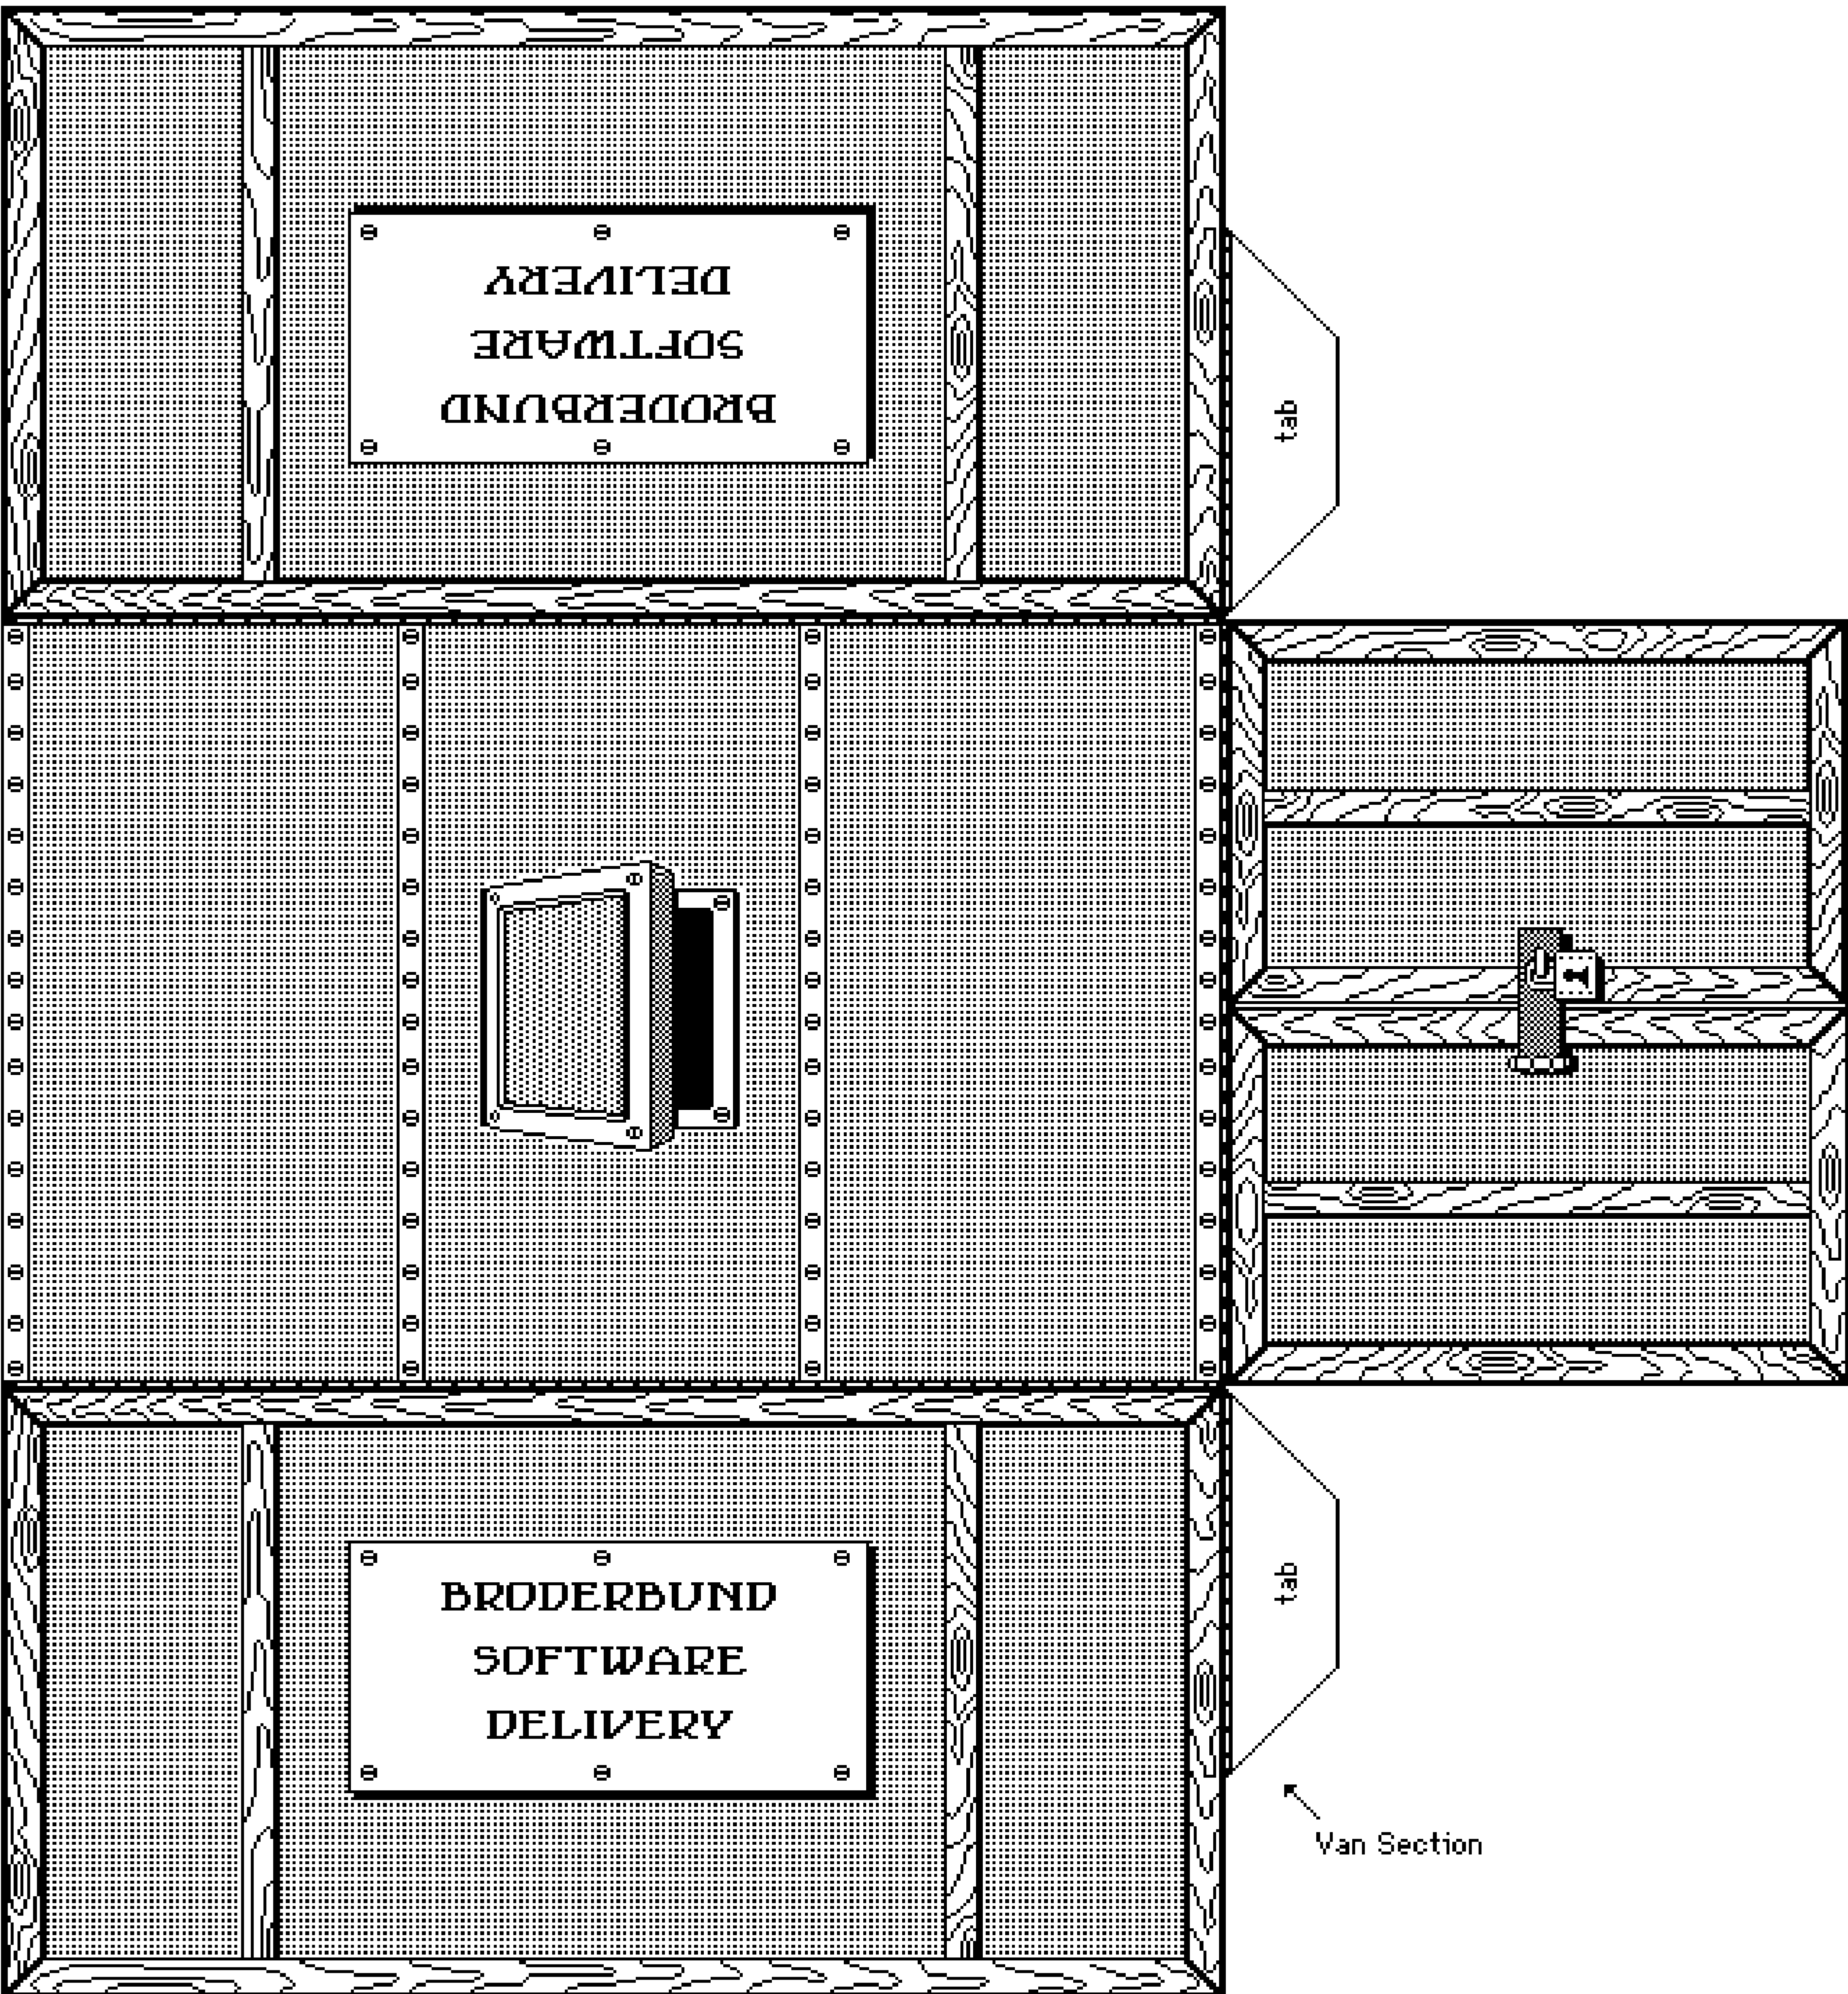 DELIVERY
SOFTWARE
BRODERBUND
tab
BRODERBUND
SOFTWARE
DELIVERY
tab
Van Section